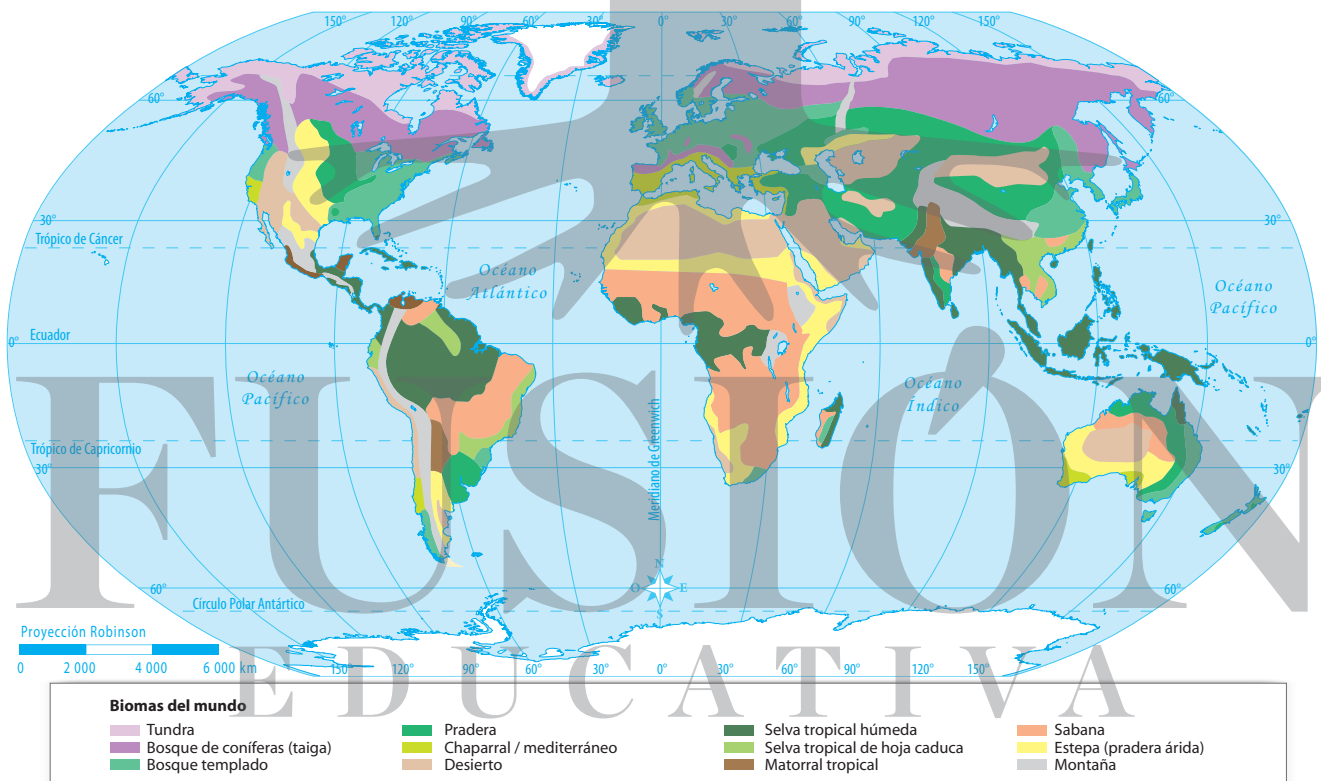 150° 120° 90° 60° 30° 0° 30° 60° 90° 120° 150°
60° 60°
30° 30°
Trópico de Cáncer
Océano
Atlántico
Océano
Pacífico
Ecuador
0° 0°
Océano
Pacífico
Océano
Índico
Meridiano de Greenwich
Trópico de Capricornio
30° 30°
FUSIÓN
N
O E
S
60° 60°
Círculo Polar Antártico
Proyección Robinson
0 2 000 4 000 6 000 km
150° 120° 90° 60° 30° 0° 30° 60° 90° 120° 150°
EDUCATIVA
Biomas del mundo
Tundra
Bosque de coníferas (taiga)
Bosque templado
Pradera
Chaparral / mediterráneo
Desierto
Selva tropical húmeda
Selva tropical de hoja caduca
Matorral tropical
Sabana
Estepa (pradera árida)
Montaña